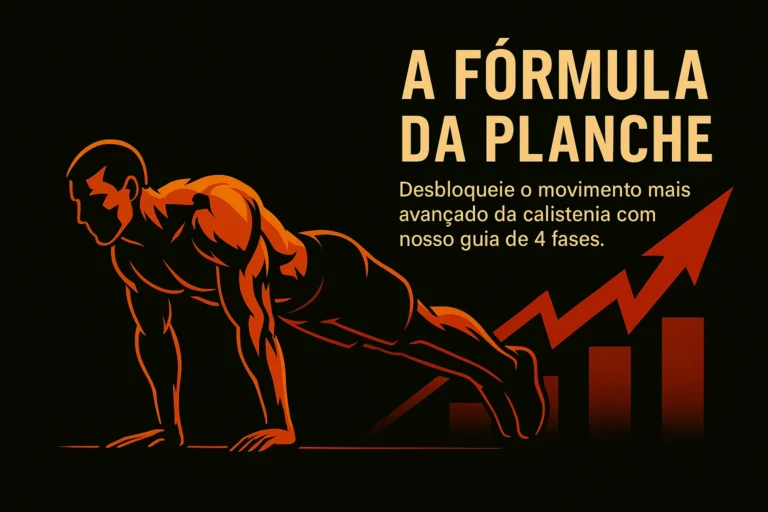 A FÓRMULA
DA PLANCHE
Desbloqueie o movimento mais
avançado da calistenia com
nosso guia de 4 fases.